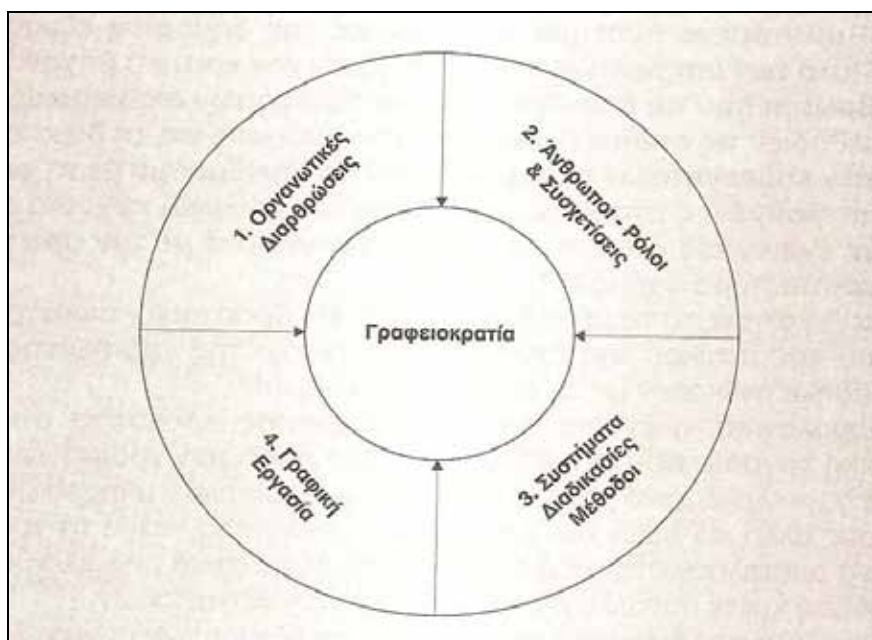 1. Οργανωτικές
Διαρθρώσεις
2. Άνθρωποι - Ρόλοι
& Συσχετίσεις
Γραφειοκρατία
4. Γραφική
Εργασία
3. Συστήματα
Διαδικασίες
Μέθοδοι